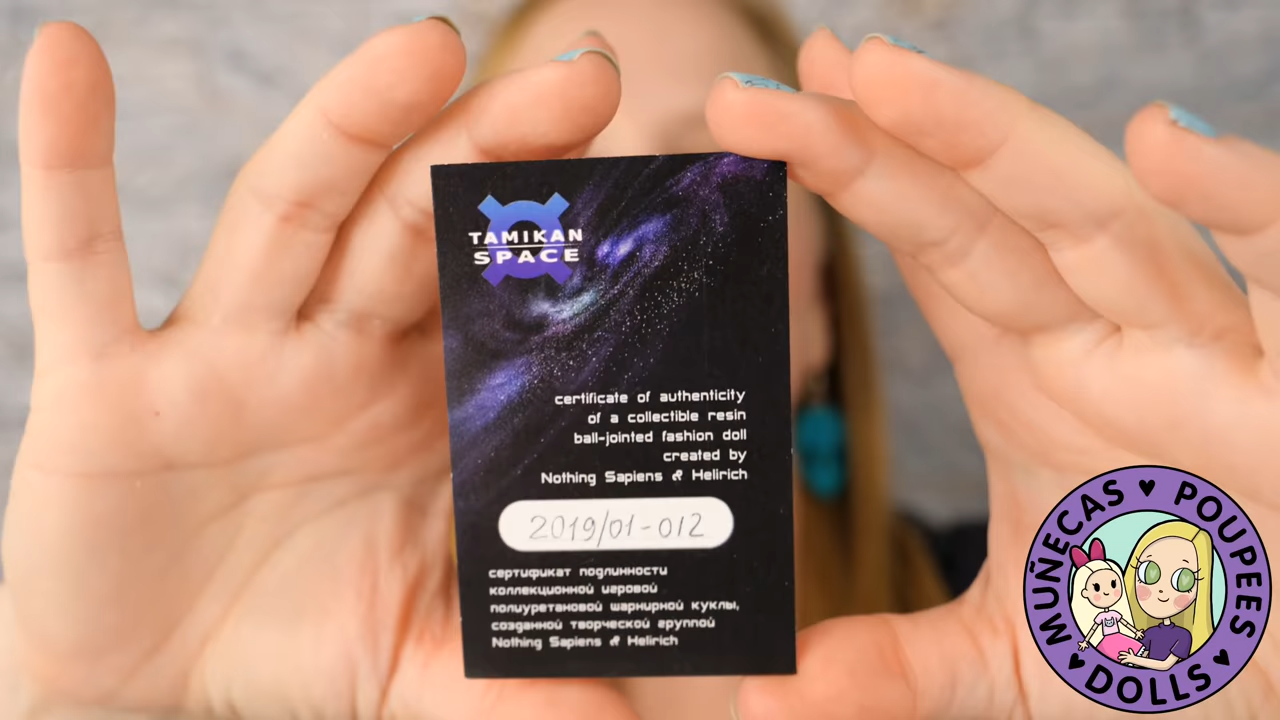 TAMIKAN
SPACE
certificate of authenticity
of a collectible resin
ball-jointed fashion doll
created by
Nothing Sapiens & Helirich
2019/01-012
сертификат подлинности
коллекционной игровой
полиуретановой шарнирной куклы,
созданной творческой группой
Nothing Sapiens & Helirich
MUÑECAS ♥ POUPEES ♥ DOLLS ♥